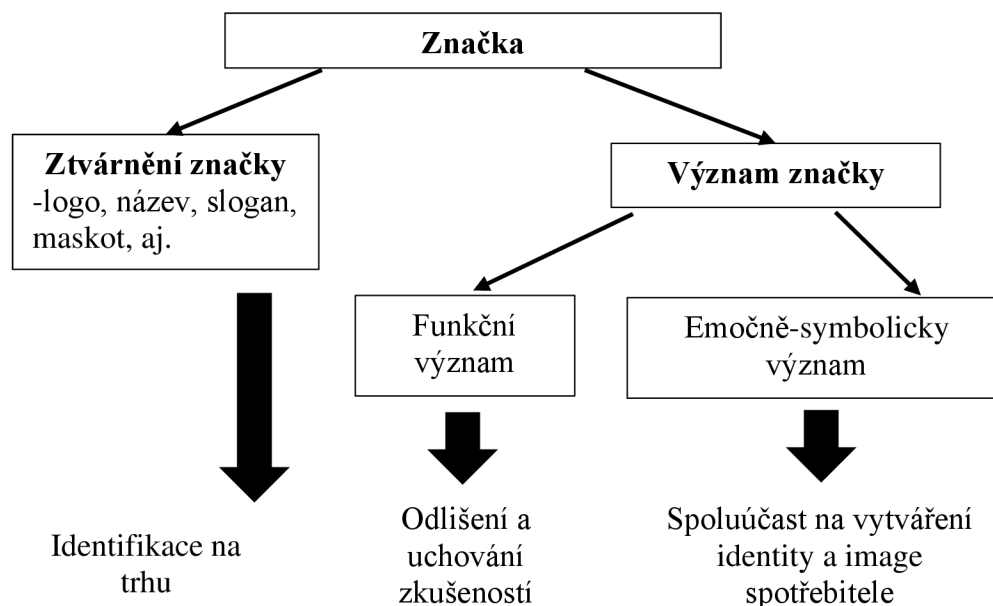 Značka
Ztvárnění značky
-logo, název, slogan,
maskot, aj.
Význam značky
Funkční
význam
Emočně-symbolicky
význam
Identifikace na
trhu
Odlišení a
uchování
zkušeností
Spoluúčast na vytváření
identity a image
spotřebitele